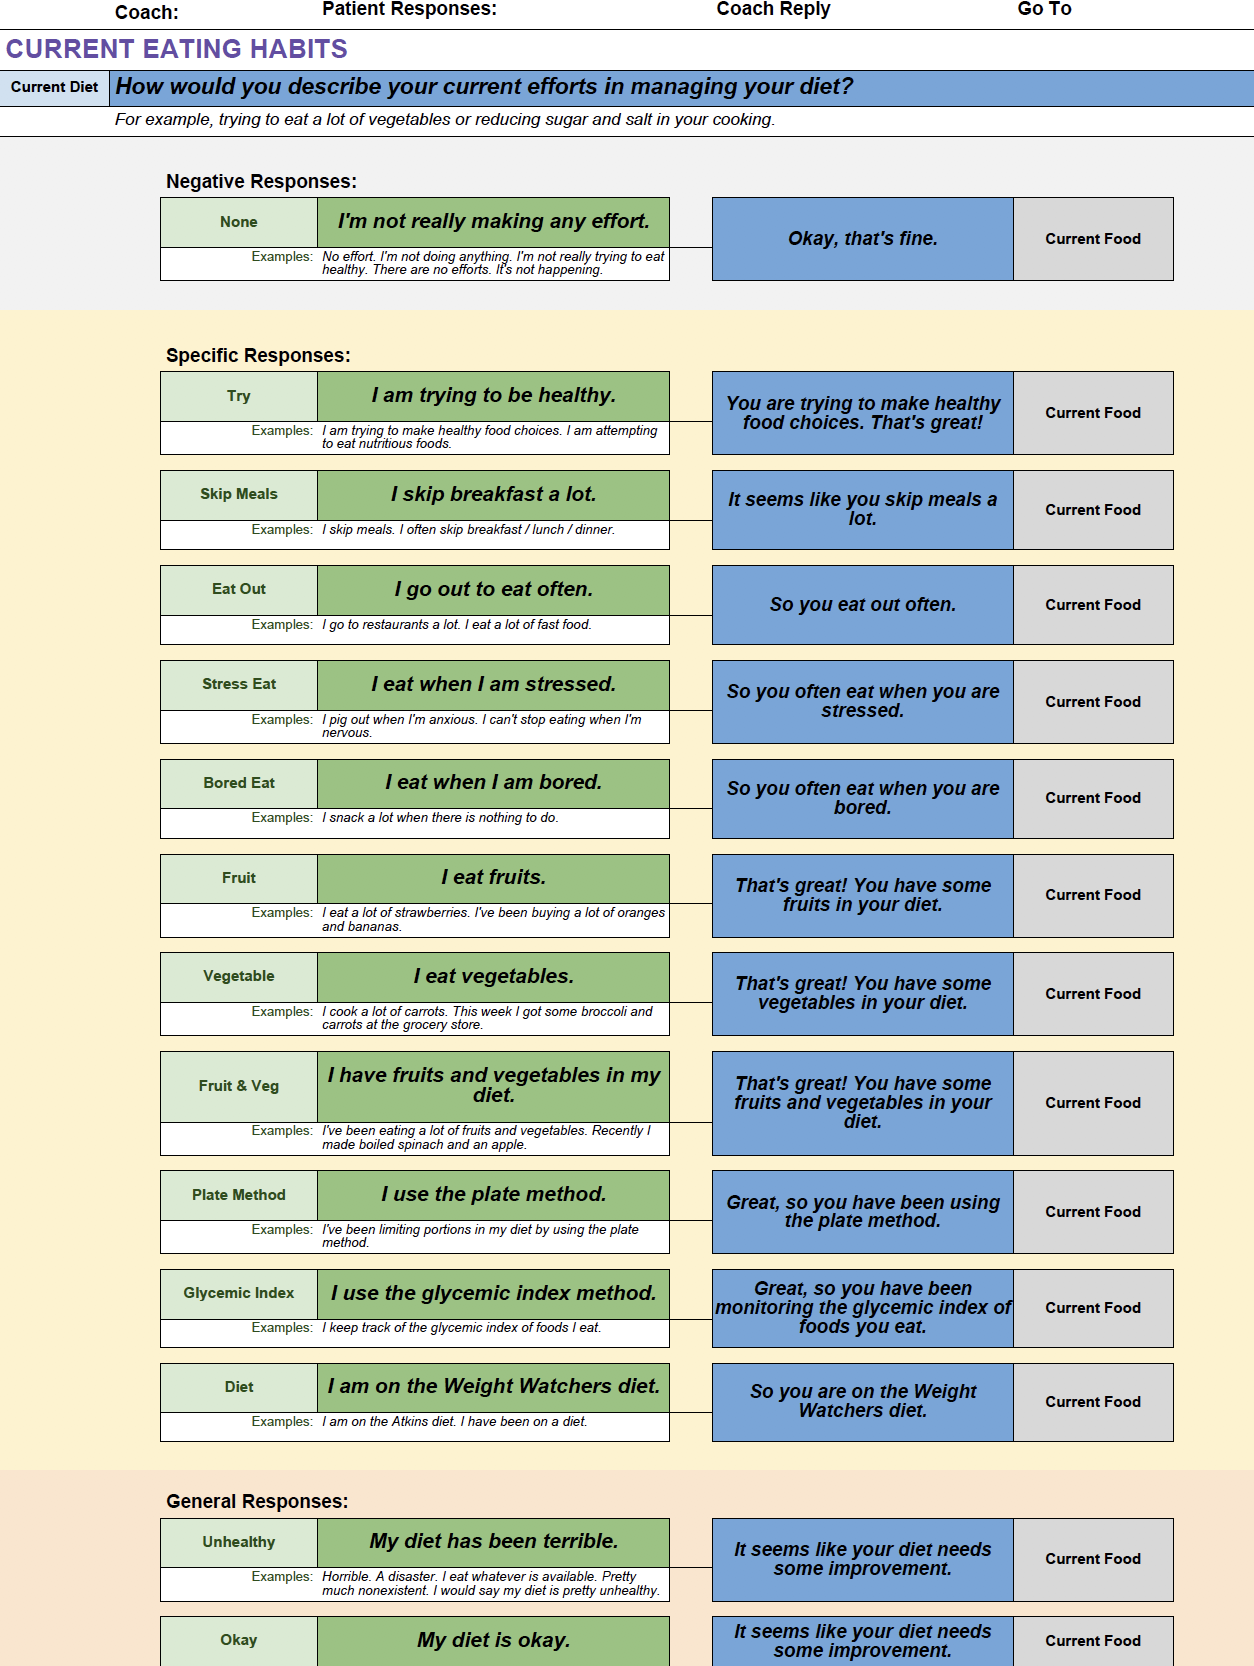 Coach: Patient Responses: Coach Reply Go To
CURRENT EATING HABITS
Current Diet How would you describe your current efforts in managing your diet?
For example, trying to eat a lot of vegetables or reducing sugar and salt in your cooking.
Negative Responses:
None I'm not really making any effort.
Examples: No effort. I'm not doing anything. I'm not really trying to eat
healthy. There are no efforts. It's not happening.
Okay, that's fine.
Current Food
Specific Responses:
Try I am trying to be healthy.
Examples: I am trying to make healthy food choices. I am attempting
to eat nutritious foods.
You are trying to make healthy
food choices. That's great!
Current Food
Skip Meals I skip breakfast a lot.
Examples: I skip meals. I often skip breakfast / lunch / dinner.
It seems like you skip meals a
lot.
Current Food
Eat Out I go out to eat often.
Examples: I go to restaurants a lot. I eat a lot of fast food.
So you eat out often.
Current Food
Stress Eat I eat when I am stressed.
Examples: I pig out when I'm anxious. I can't stop eating when I'm
nervous.
So you often eat when you are
stressed.
Current Food
Bored Eat I eat when I am bored.
Examples: I snack a lot when there is nothing to do.
So you often eat when you are
bored.
Current Food
Fruit I eat fruits.
Examples: I eat a lot of strawberries. I've been buying a lot of oranges
and bananas.
That's great! You have some
fruits in your diet.
Current Food
Vegetable I eat vegetables.
Examples: I cook a lot of carrots. This week I got some broccoli and
carrots at the grocery store.
That's great! You have some
vegetables in your diet.
Current Food
Fruit & Veg I have fruits and vegetables in my
diet.
Examples: I've been eating a lot of fruits and vegetables. Recently I
made boiled spinach and an apple.
That's great! You have some
fruits and vegetables in your
diet.
Current Food
Plate Method I use the plate method.
Examples: I've been limiting portions in my diet by using the plate
method.
Great, so you have been using
the plate method.
Current Food
Glycemic Index I use the glycemic index method.
Examples: I keep track of the glycemic index of foods I eat.
Great, so you have been
monitoring the glycemic index of
foods you eat.
Current Food
Diet I am on the Weight Watchers diet.
Examples: I am on the Atkins diet. I have been on a diet.
So you are on the Weight
Watchers diet.
Current Food
General Responses:
Unhealthy My diet has been terrible.
Examples: Horrible. A disaster. I eat whatever is available. Pretty
much nonexistent. I would say my diet is pretty unhealthy.
It seems like your diet needs
some improvement.
Current Food
Okay My diet is okay.
It seems like your diet needs
some improvement.
Current Food